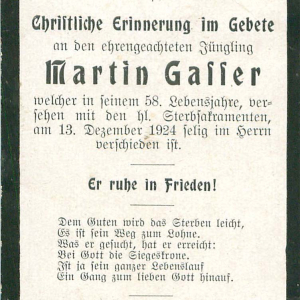 Christliche Erinnerung im Gebete
an den ehrengeachteten Jüngling
Martin Gasser
welcher in seinem 58. Lebensjahre, ver-
sehen mit den hl. Sterbsakramenten,
am 13. Dezember 1924 selig im Herrn
verschieden ist.
Er ruhe in Frieden!
Dem Guten wird das Sterben leicht,
Es ist sein Weg zum Lohne.
Was er gesucht, hat er erreicht:
Bei Gott die Siegeskrone.
Ist ja sein ganzer Lebenslauf
Ein Gang zum lieben Gott hinauf.